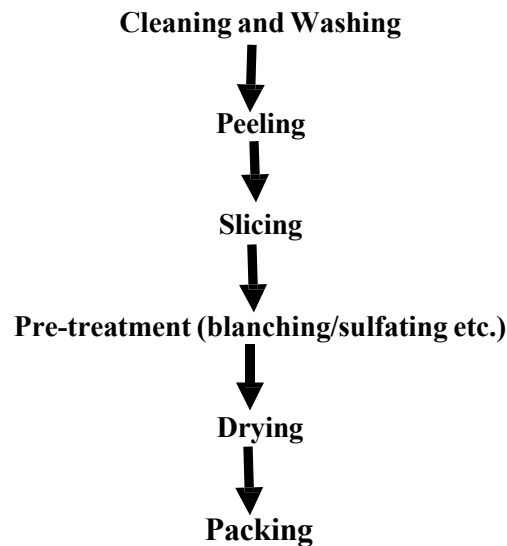 Cleaning and Washing
Peeling
Slicing
Pre-treatment (blanching/sulfating etc.)
Drying
Packing